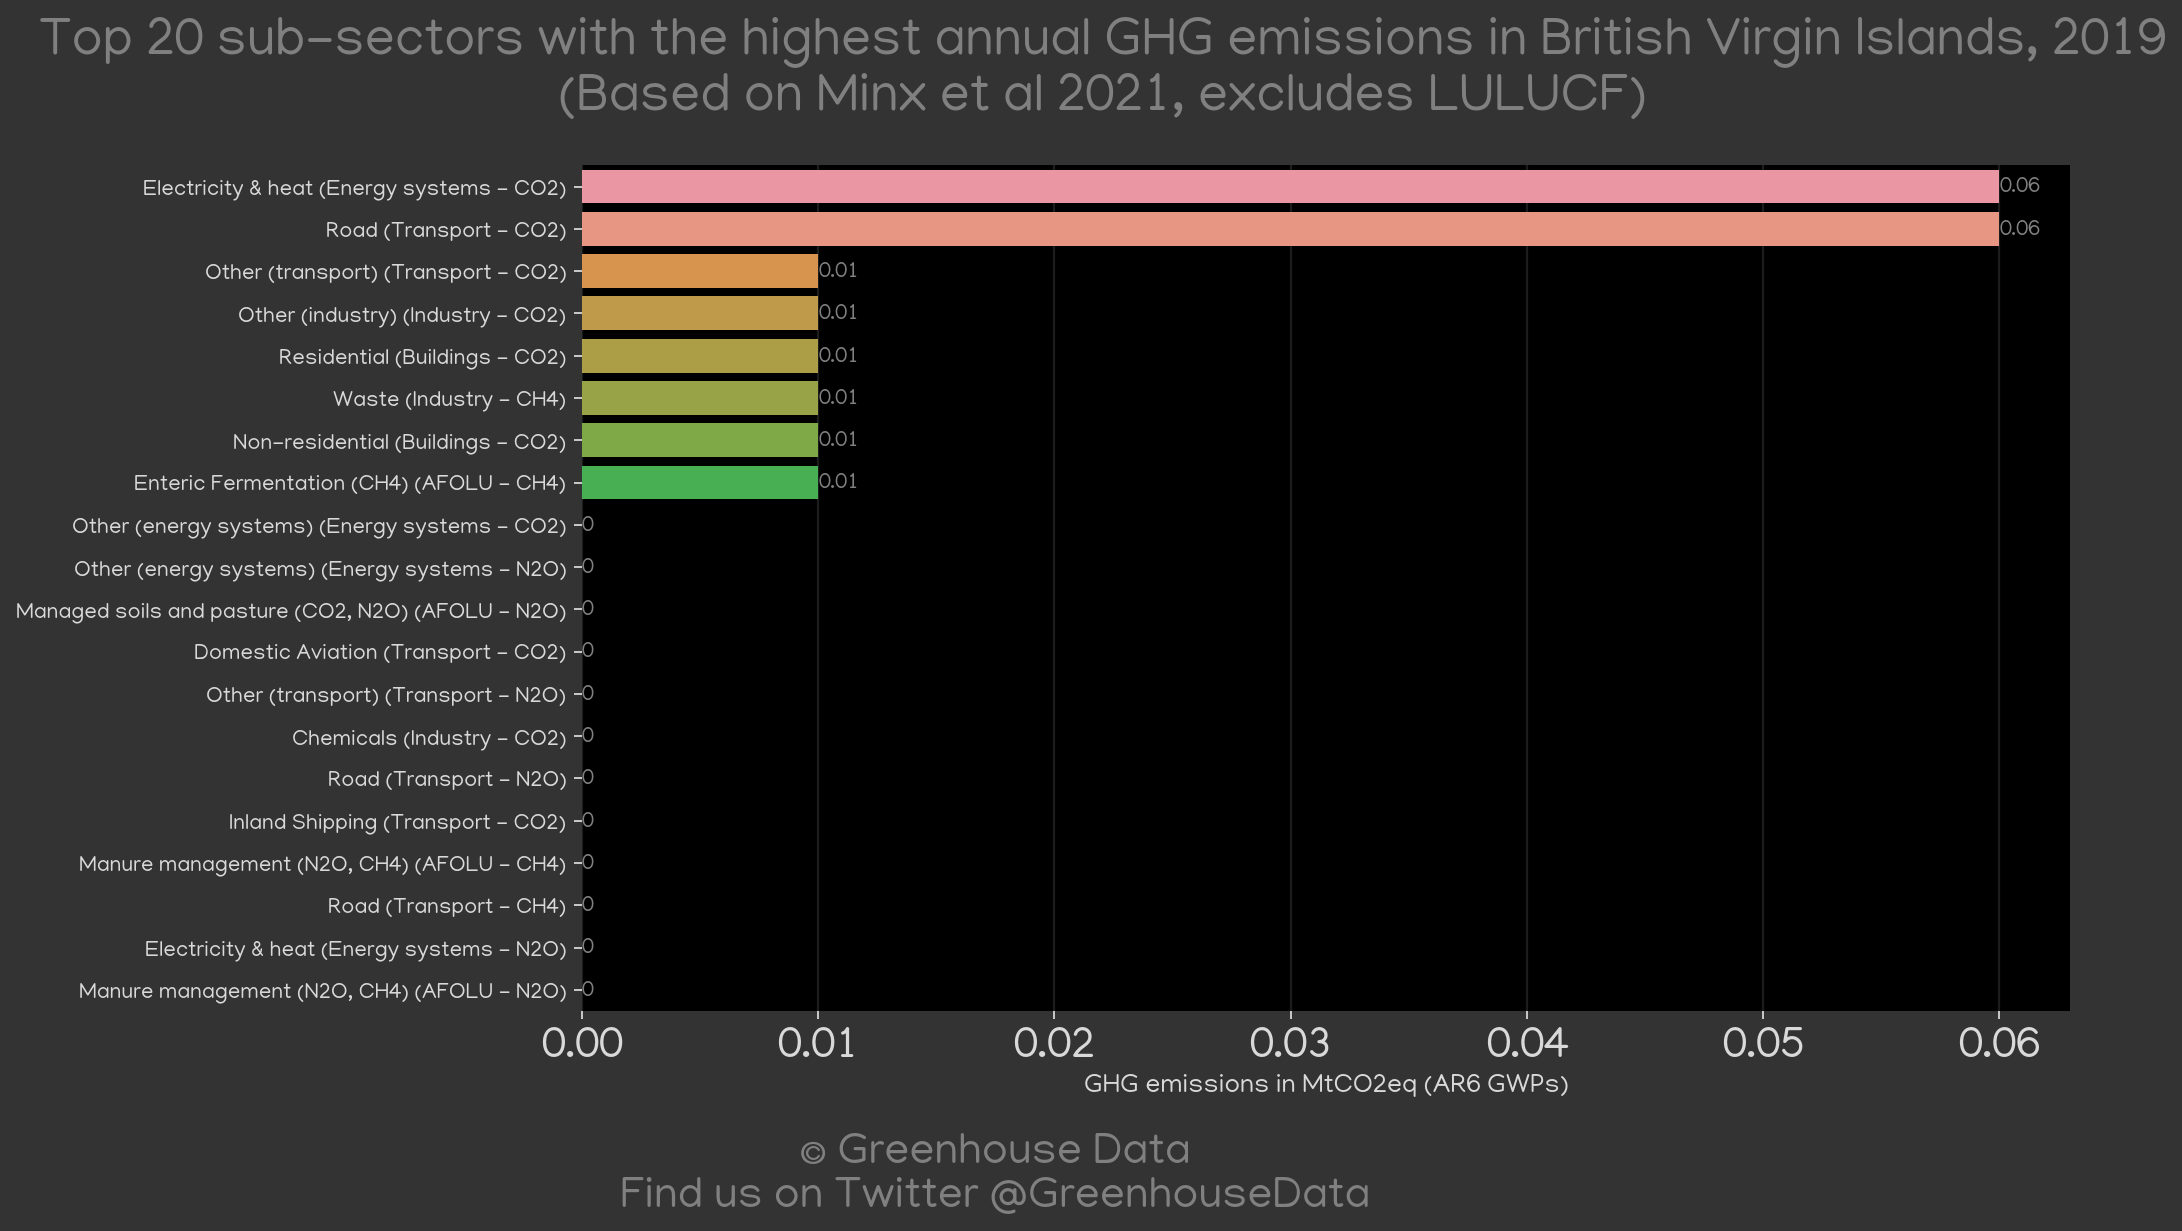 Top 20 sub-sectors with the highest annual GHG emissions in British Virgin Islands, 2019
(Based on Minx et al 2021, excludes LULUCF)
Electricity & heat (Energy systems - CO2) 0.06
Road (Transport - CO2) 0.06
Other (transport) (Transport - CO2) 0.01
Other (industry) (Industry - CO2) 0.01
Residential (Buildings - CO2) 0.01
Waste (Industry - CH4) 0.01
Non-residential (Buildings - CO2) 0.01
Enteric Fermentation (CH4) (AFOLU - CH4) 0.01
Other (energy systems) (Energy systems - CO2) 0
Other (energy systems) (Energy systems - N2O) 0
Managed soils and pasture (CO2, N2O) (AFOLU - N2O) 0
Domestic Aviation (Transport - CO2) 0
Other (transport) (Transport - N2O) 0
Chemicals (Industry - CO2) 0
Road (Transport - N2O) 0
Inland Shipping (Transport - CO2) 0
Manure management (N2O, CH4) (AFOLU - CH4) 0
Road (Transport - CH4) 0
Electricity & heat (Energy systems - N2O) 0
Manure management (N2O, CH4) (AFOLU - N2O) 0
0.00 0.01 0.02 0.03 0.04 0.05 0.06
GHG emissions in MtCO2eq (AR6 GWPs)
© Greenhouse Data
Find us on Twitter @GreenhouseData